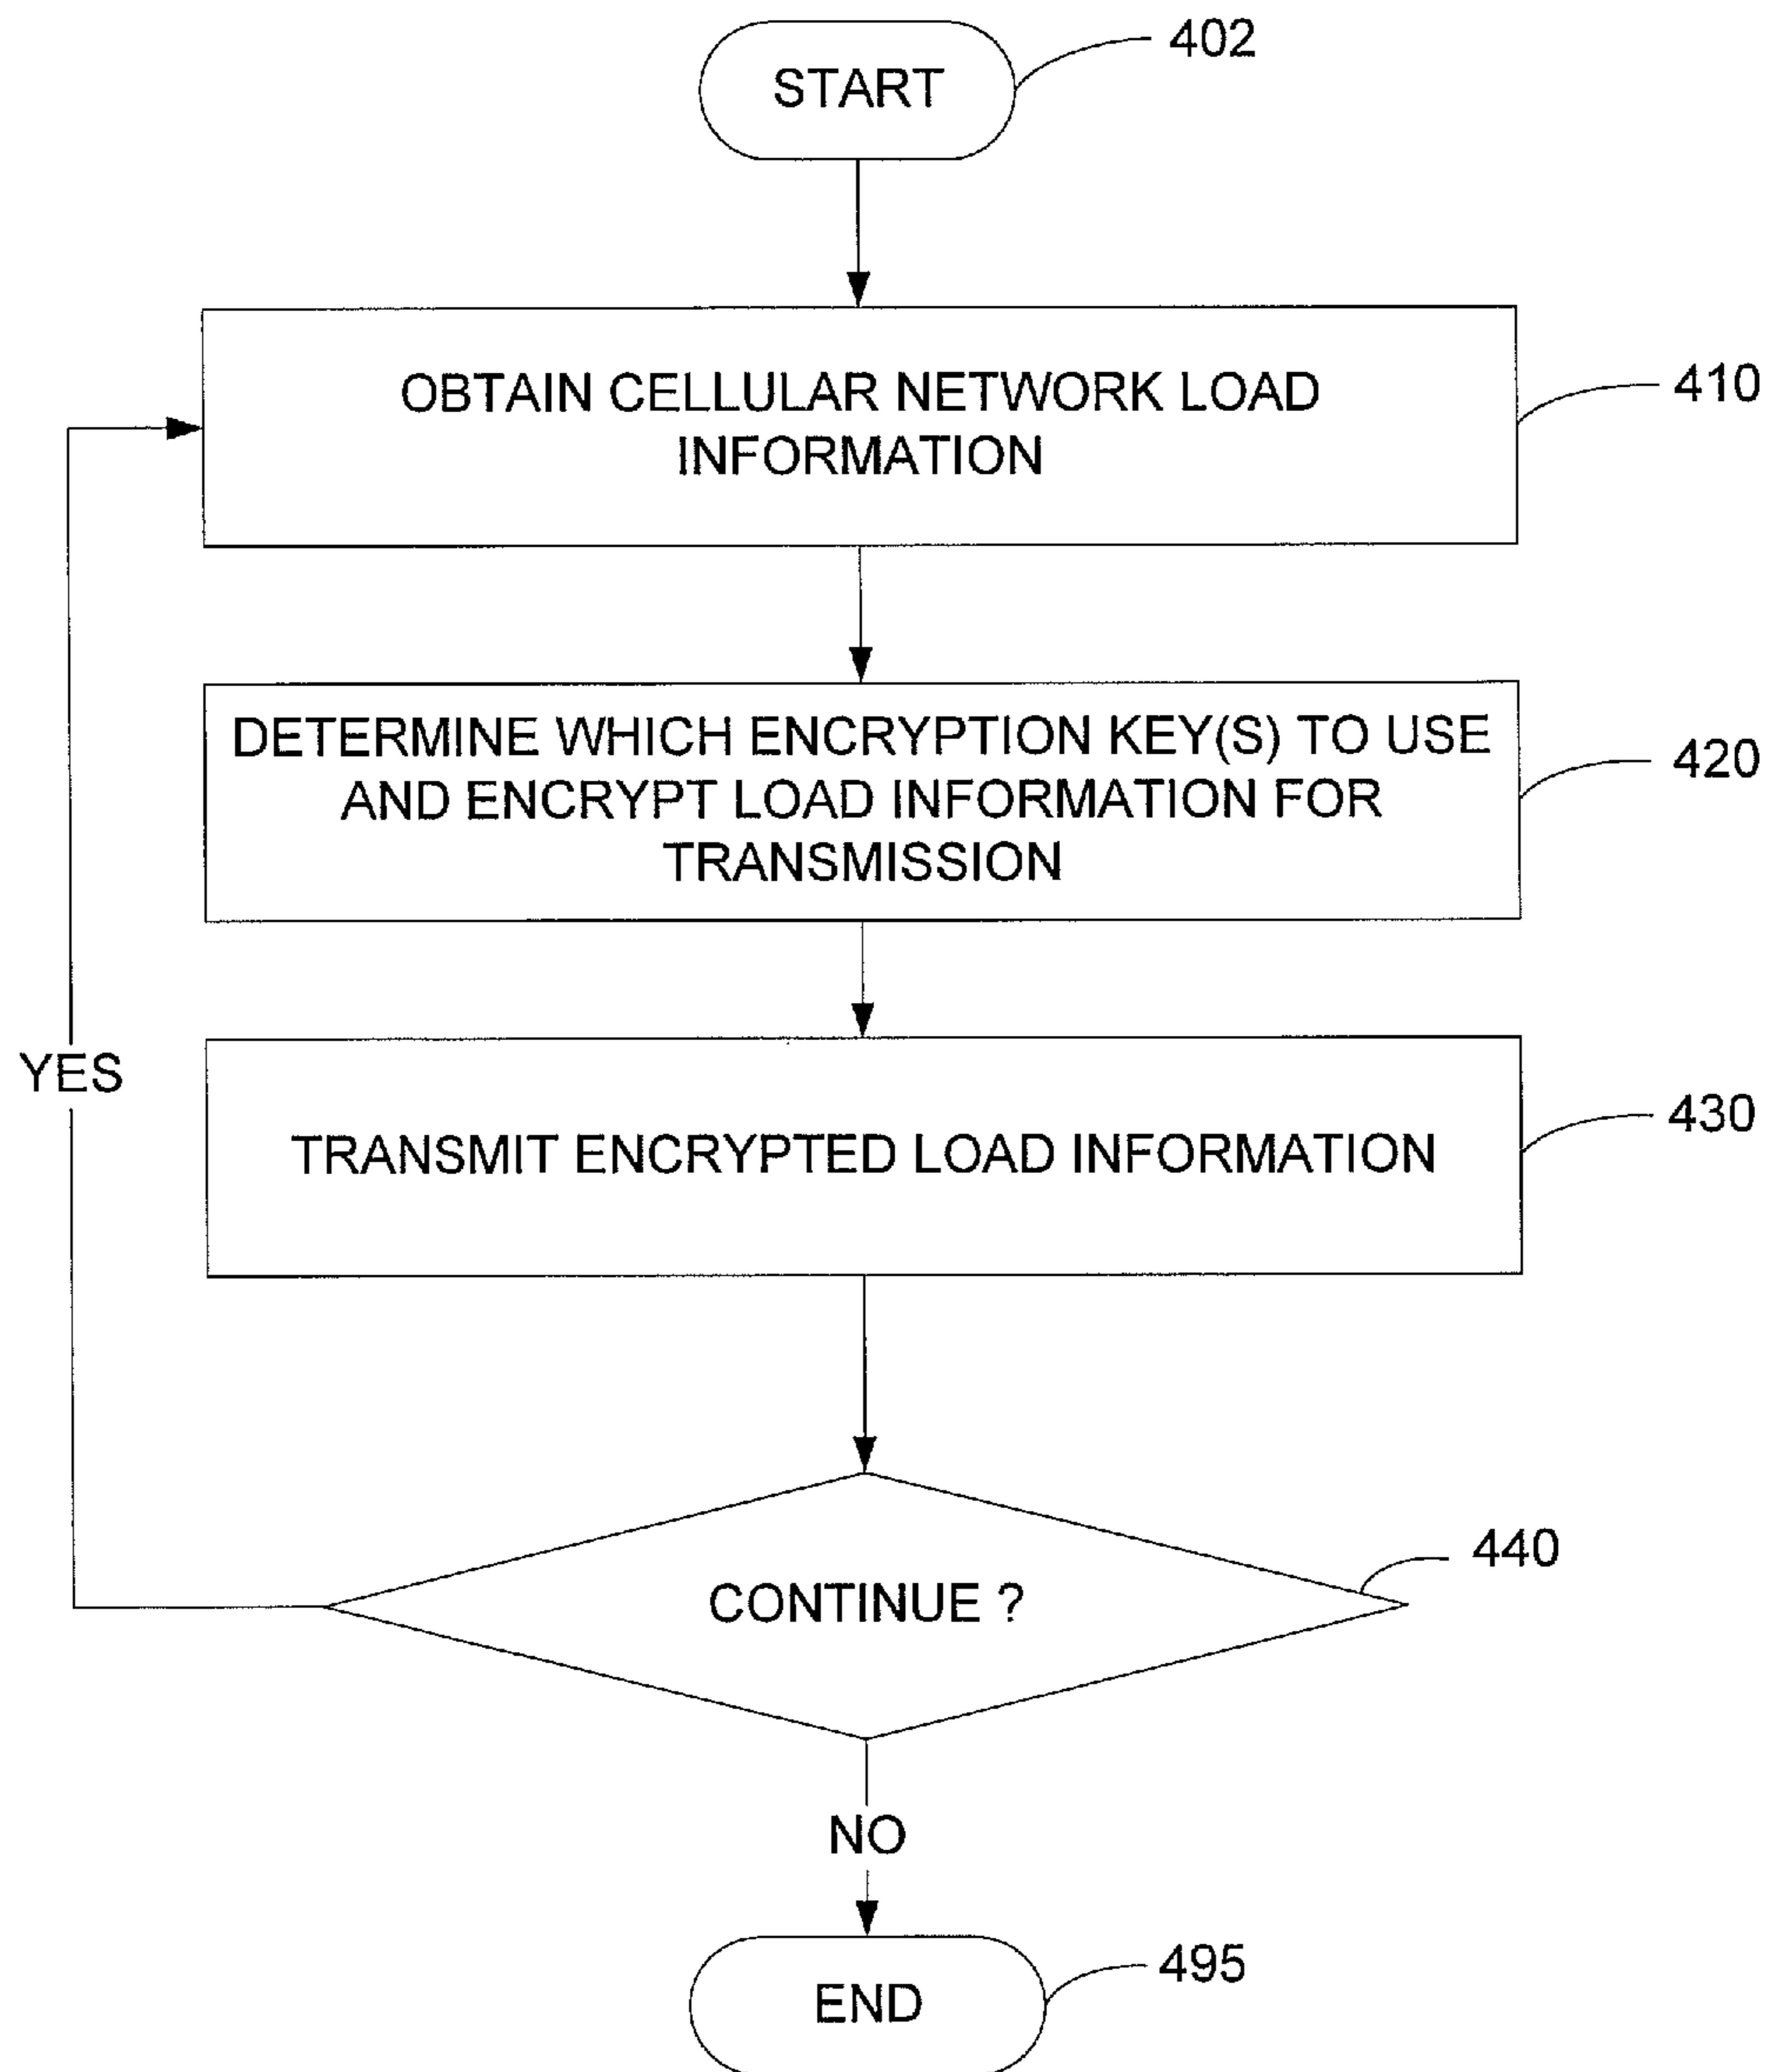 402
START
OBTAIN CELLULAR NETWORK LOAD
INFORMATION
410
DETERMINE WHICH ENCRYPTION KEY(S) TO USE
AND ENCRYPT LOAD INFORMATION FOR
TRANSMISSION
420
YES
TRANSMIT ENCRYPTED LOAD INFORMATION
430
440
CONTINUE ?
NO
495
END